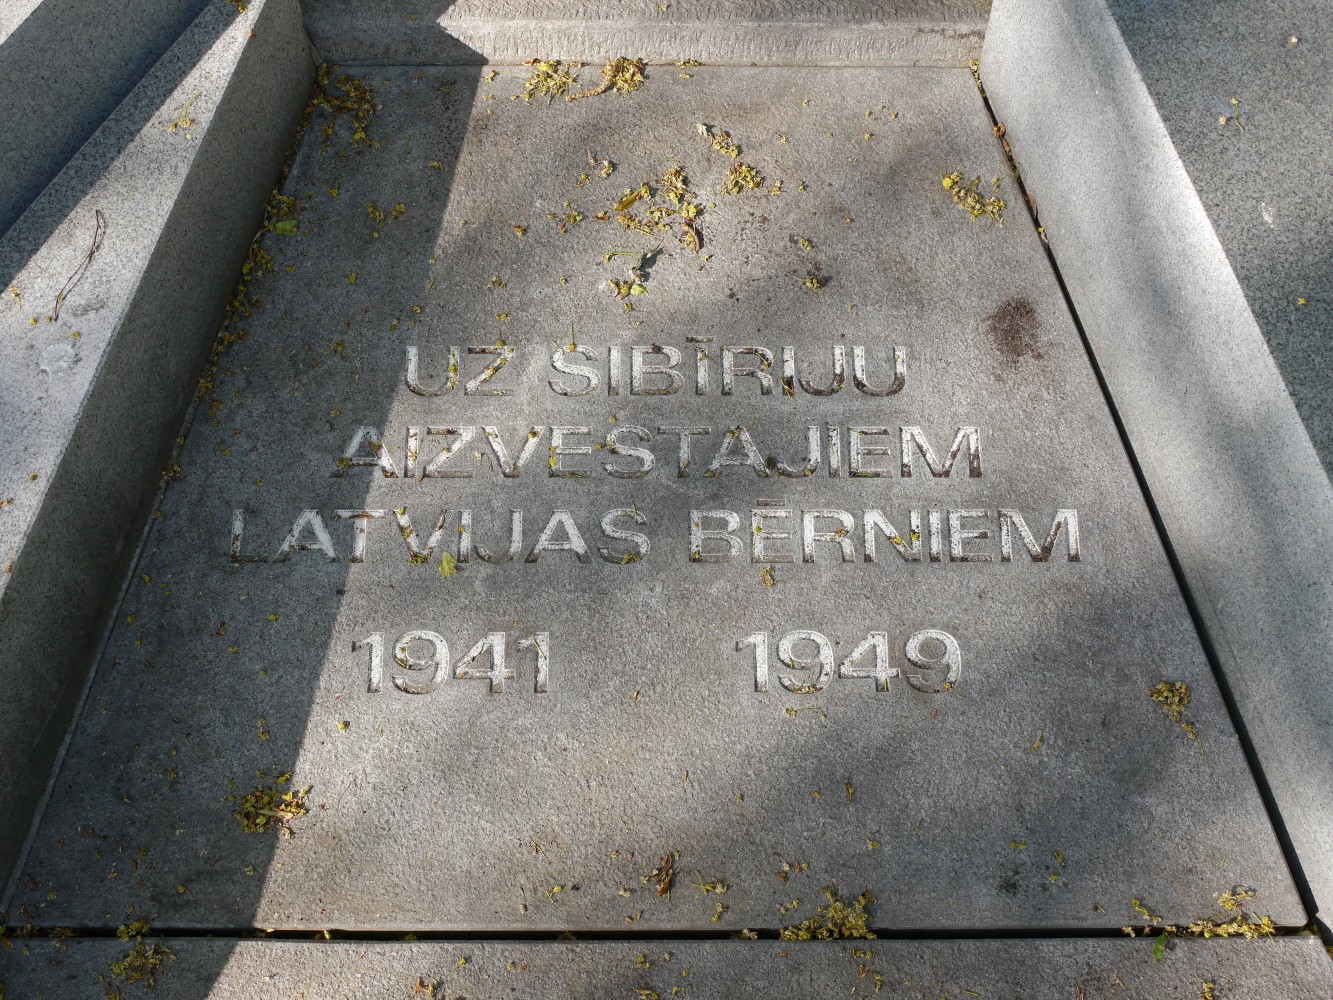 UZ SIBĪRIJU
AIZVESTAJIEM
LATVIJAS BĒRNIEM
1941 1949